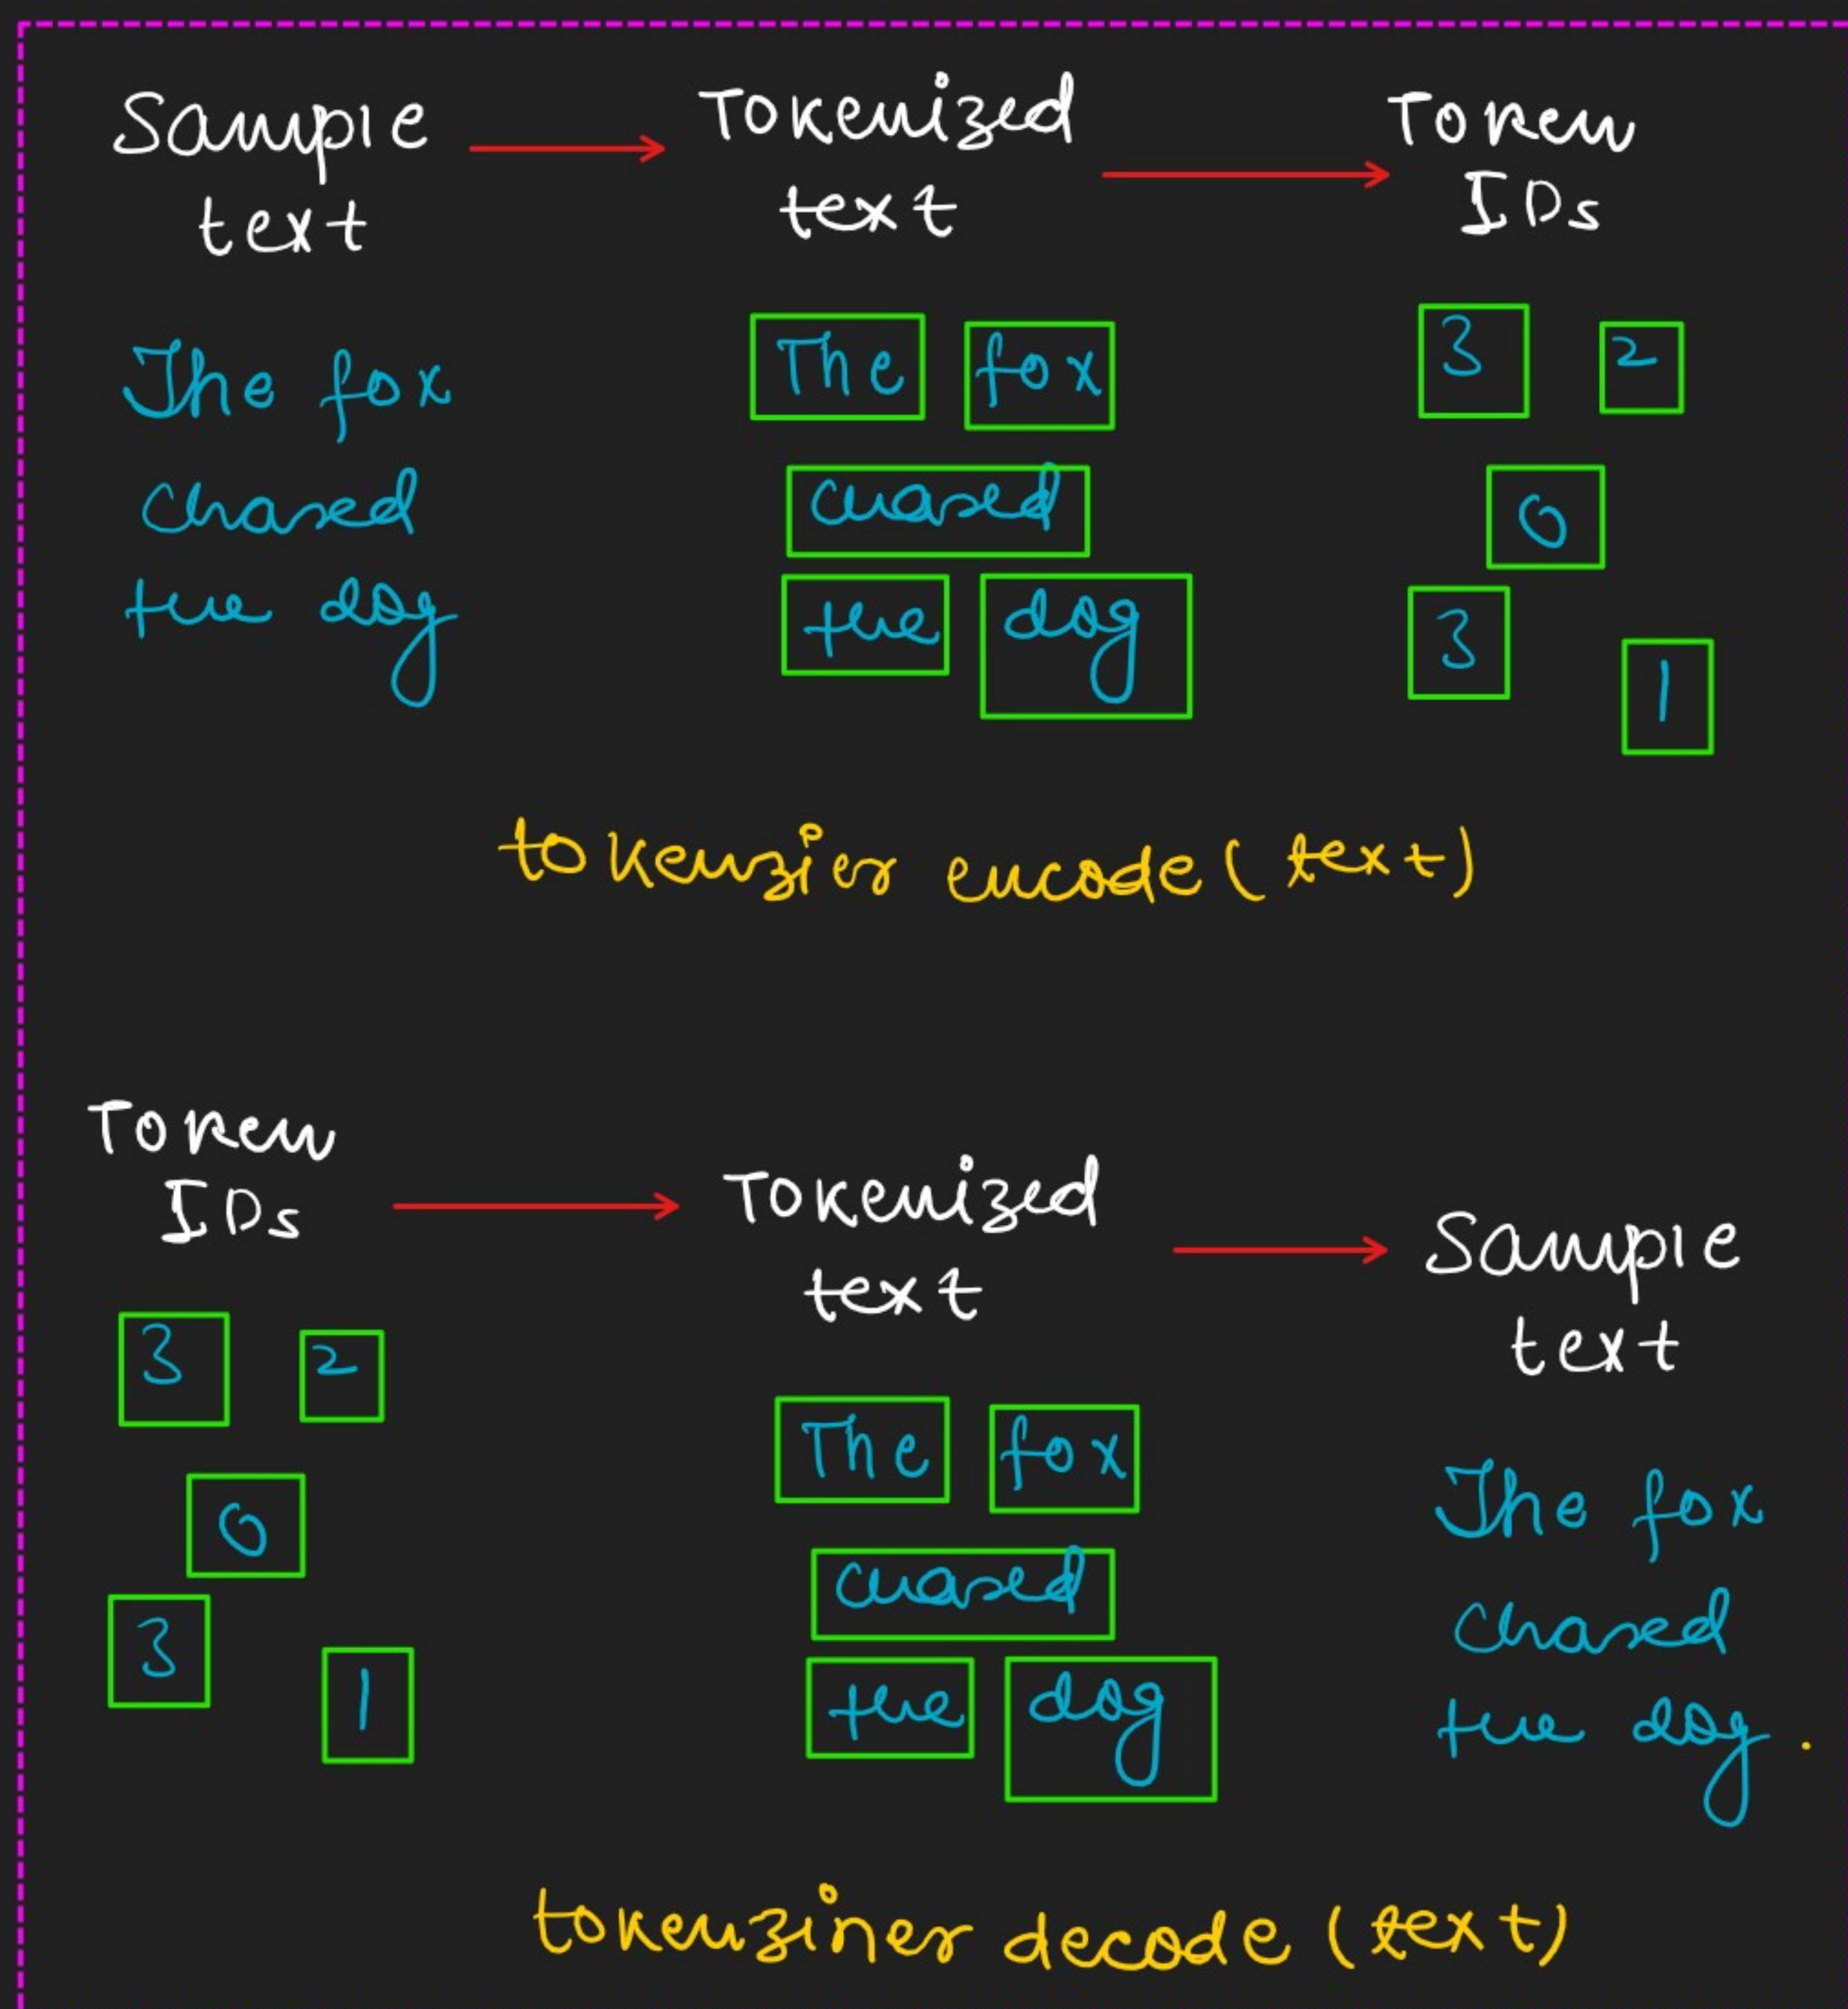 Sample
text
Tokenized
text
Token
IDs
The fox
chased
the dog
The fox
chased
the dog
3 2
0
3
1
tokenzier encode (text)
Token
IDs
Tokenized
text
Sample
text
3 2
0
3
1
The fox
chased
the dog
The fox
chased
the dog.
tokenziner decode (text)